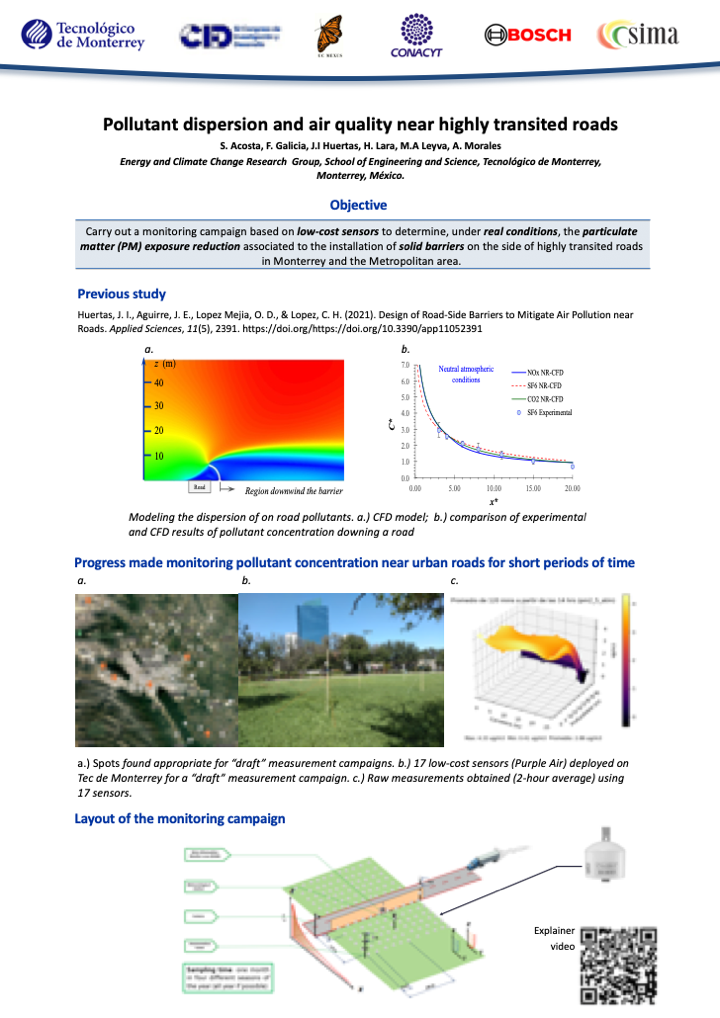 Tecnológico
de Monterrey
CONACYT
BOSCH
Csima
Pollutant dispersion and air quality near highly transited roads
S. Acosta, F. Galicia, J.I Huertas, H. Lara, M.A Leyva, A. Morales
Energy and Climate Change Research Group, School of Engineering and Science, Tecnológico de Monterrey,
Monterrey, México.
Objective
Carry out a monitoring campaign based on low-cost sensors to determine, under real conditions, the particulate
matter (PM) exposure reduction associated to the installation of solid barriers on the side of highly transited roads
in Monterrey and the Metropolitan area.
Previous study
Huertas, J. I., Aguirre, J. E., Lopez Mejia, O. D., & Lopez, C. H. (2021). Design of Road-Side Barriers to Mitigate Air Pollution near
Roads. Applied Sciences, 11(5), 2391. https://doi.org/https://doi.org/10.3390/app11052391
a.
z (m)
40
30
20
10
Road
Region downwind the barrier
b.
7.0
6.0
5.0
4.0
3.0
2.0
1.0
0.0
C*
Neutral atmospheric
conditions
NOx NR-CFD
SF6 NR-CFD
CO2 NR-CFD
SF6 Experimental
0.00 5.00 10.00 15.00 20.00
x*
Modeling the dispersion of on road pollutants. a.) CFD model; b.) comparison of experimental
and CFD results of pollutant concentration downing a road
Progress made monitoring pollutant concentration near urban roads for short periods of time
a. b. c.
a.) Spots found appropriate for “draft” measurement campaigns. b.) 17 low-cost sensors (Purple Air) deployed on
Tec de Monterrey for a “draft” measurement campaign. c.) Raw measurements obtained (2-hour average) using
17 sensors.
Layout of the monitoring campaign
Sampling time: one month
in four different seasons of
the year (all year if possible)
Explainer
video